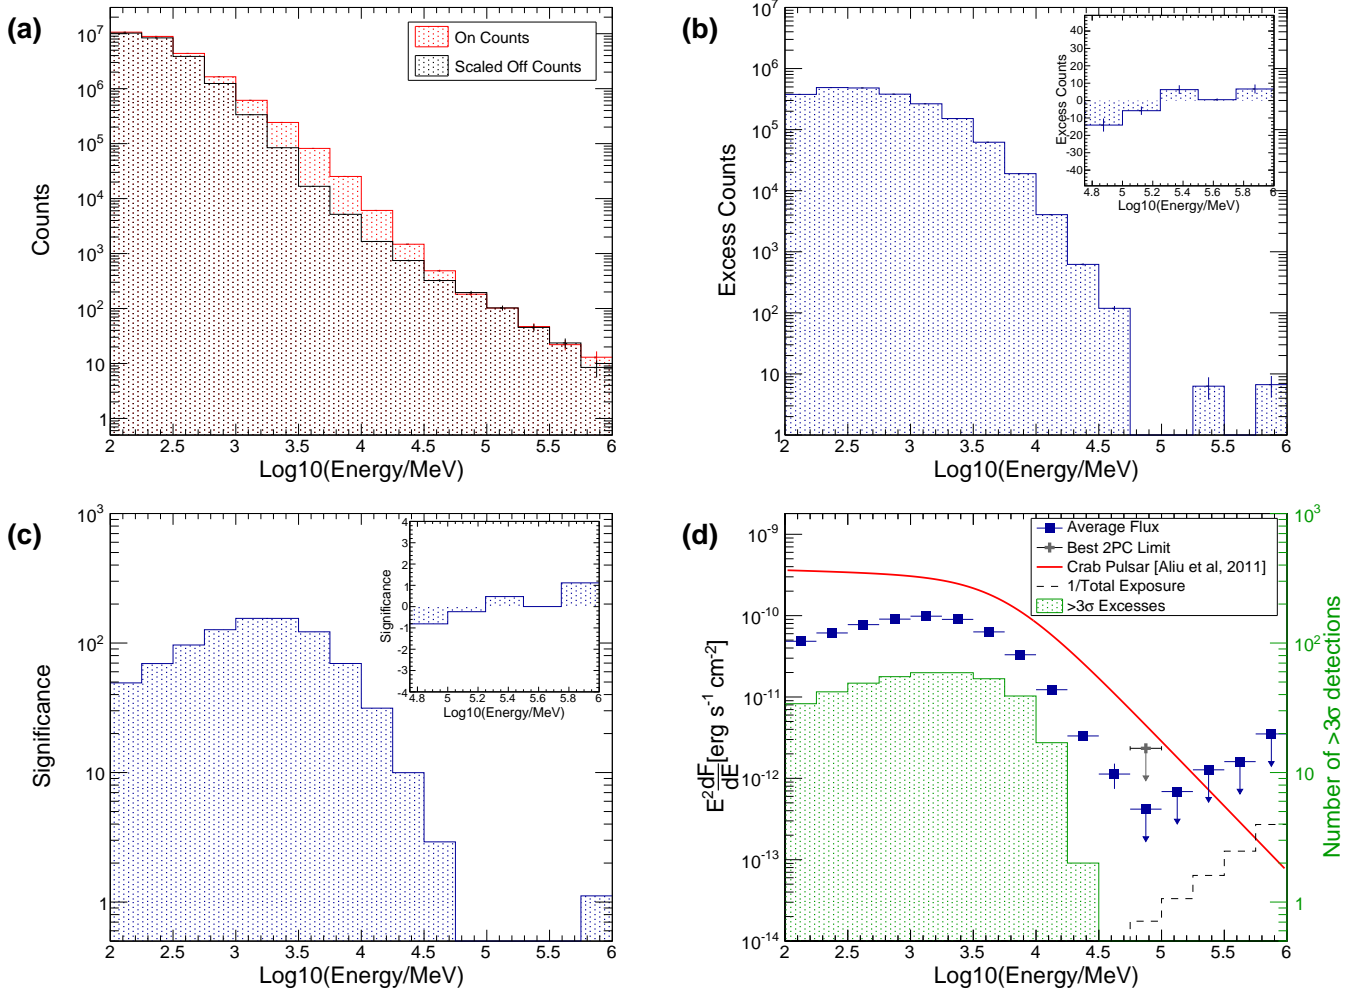 (a)
On Counts
Scaled Off Counts
Counts
10^7
10^6
10^5
10^4
10^3
10^2
10
1
2 2.5 3 3.5 4 4.5 5 5.5 6
Log10(Energy/MeV)
(b)
Excess Counts
10^7
10^6
10^5
10^4
10^3
10^2
10
1
2 2.5 3 3.5 4 4.5 5 5.5 6
Log10(Energy/MeV)
Excess Counts
40
30
20
10
0
-10
-20
-30
-40
4.8 5 5.2 5.4 5.6 5.8 6
Log10(Energy/MeV)
(c)
Significance
10^3
10^2
10
1
2 2.5 3 3.5 4 4.5 5 5.5 6
Log10(Energy/MeV)
Significance
4
3
2
1
0
-1
-2
-3
-4
4.8 5 5.2 5.4 5.6 5.8 6
Log10(Energy/MeV)
(d)
Average Flux
Best 2PC Limit
Crab Pulsar [Aliu et al, 2011]
1/Total Exposure
>3σ Excesses
E^2 dF/dE [erg s^-1 cm^-2]
10^-9
10^-10
10^-11
10^-12
10^-13
10^-14
2 2.5 3 3.5 4 4.5 5 5.5 6
Log10(Energy/MeV)
10^3
10^2
10
1
Number of >3σ detections